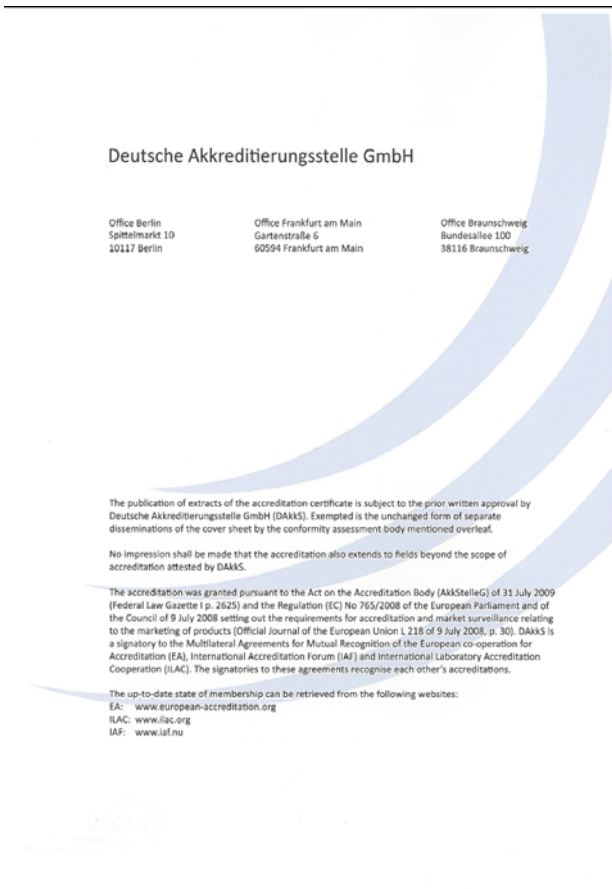 Deutsche Akkreditierungsstelle GmbH
Office Berlin
Spittelmarkt 10
10117 Berlin
Office Frankfurt am Main
Gartenstraße 6
60594 Frankfurt am Main
Office Braunschweig
Bundesallee 100
38116 Braunschweig
The publication of extracts of the accreditation certificate is subject to the prior written approval by
Deutsche Akkreditierungsstelle GmbH (DAkkS). Exempted is the unchanged form of separate
disseminations of the cover sheet by the conformity assessment body mentioned overleaf.
No impression shall be made that the accreditation also extends to fields beyond the scope of
accreditation attested by DAkkS.
The accreditation was granted pursuant to the Act on the Accreditation Body (AkkStelleG) of 31 July 2009
(Federal Law Gazette I p. 2625) and the Regulation (EC) No 765/2008 of the European Parliament and of
the Council of 9 July 2008 setting out the requirements for accreditation and market surveillance relating
to the marketing of products (Official Journal of the European Union L 218 of 9 July 2008, p. 30). DAkkS is
a signatory to the Multilateral Agreements for Mutual Recognition of the European co-operation for
Accreditation (EA), International Accreditation Forum (IAF) and International Laboratory Accreditation
Cooperation (ILAC). The signatories to these agreements recognise each other's accreditations.
The up-to-date state of membership can be retrieved from the following websites:
EA: www.european-accreditation.org
ILAC: www.ilac.org
IAF: www.iaf.nu